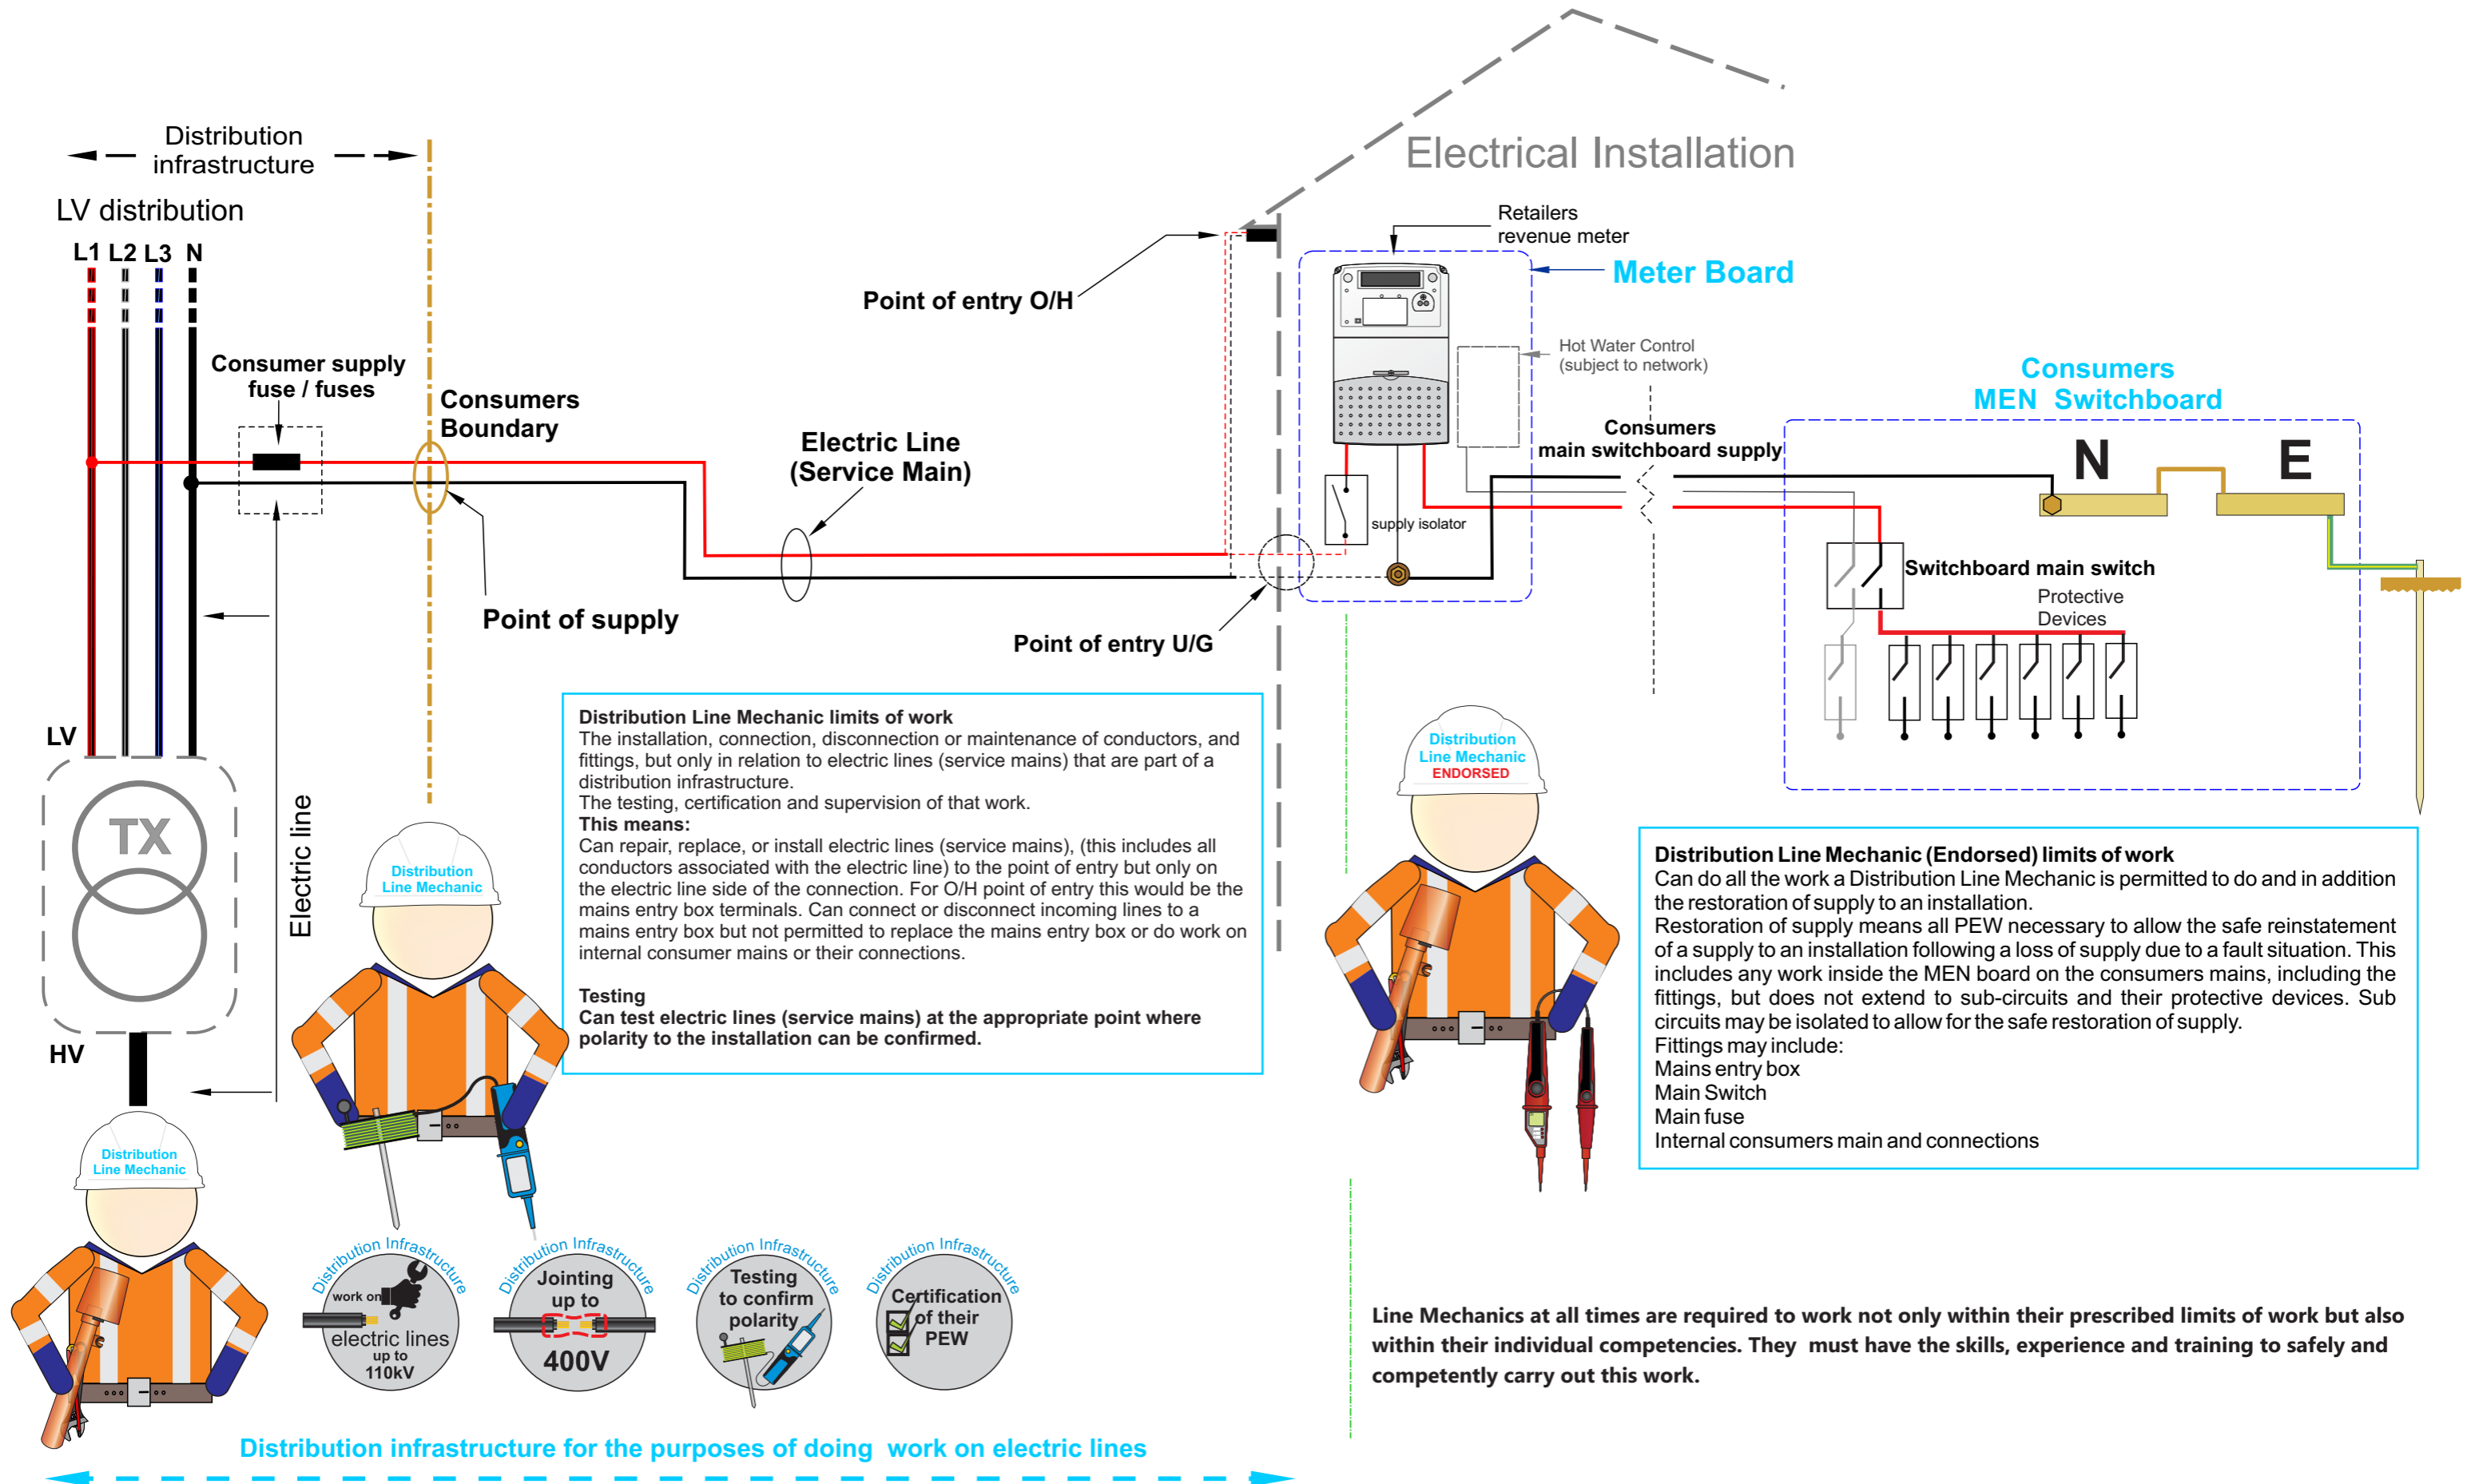 Distribution
infrastructure
LV distribution
L1 L2 L3 N
Consumer supply
fuse / fuses
Consumers
Boundary
Electric Line
(Service Main)
Point of supply
Point of entry O/H
Point of entry U/G
Electrical Installation
Retailers
revenue meter
Meter Board
Hot Water Control
(subject to network)
supply isolator
Consumers
main switchboard supply
Consumers
MEN Switchboard
N
E
Switchboard main switch
Protective
Devices
LV
TX
HV
Electric line
Distribution Line Mechanic limits of work
The installation, connection, disconnection or maintenance of conductors, and
fittings, but only in relation to electric lines (service mains) that are part of a
distribution infrastructure.
The testing, certification and supervision of that work.
This means:
Can repair, replace, or install electric lines (service mains), (this includes all
conductors associated with the electric line) to the point of entry but only on
the electric line side of the connection. For O/H point of entry this would be the
mains entry box terminals. Can connect or disconnect incoming lines to a
mains entry box but not permitted to replace the mains entry box or do work on
internal consumer mains or their connections.
Testing
Can test electric lines (service mains) at the appropriate point where
polarity to the installation can be confirmed.
Distribution
Line Mechanic
Distribution
Line Mechanic
ENDORSED
Distribution Line Mechanic (Endorsed) limits of work
Can do all the work a Distribution Line Mechanic is permitted to do and in addition
the restoration of supply to an installation.
Restoration of supply means all PEW necessary to allow the safe reinstatement
of a supply to an installation following a loss of supply due to a fault situation. This
includes any work inside the MEN board on the consumers mains, including the
fittings, but does not extend to sub-circuits and their protective devices. Sub
circuits may be isolated to allow for the safe restoration of supply.
Fittings may include:
Mains entry box
Main Switch
Main fuse
Internal consumers main and connections
Distribution
Line Mechanic
Distribution Infrastructure
work on
electric lines
up to
110kV
Distribution Infrastructure
Jointing
up to
400V
Distribution Infrastructure
Testing
to confirm
polarity
Distribution Infrastructure
Certification
of their
PEW
Line Mechanics at all times are required to work not only within their prescribed limits of work but also
within their individual competencies. They must have the skills, experience and training to safely and
competently carry out this work.
Distribution infrastructure for the purposes of doing work on electric lines